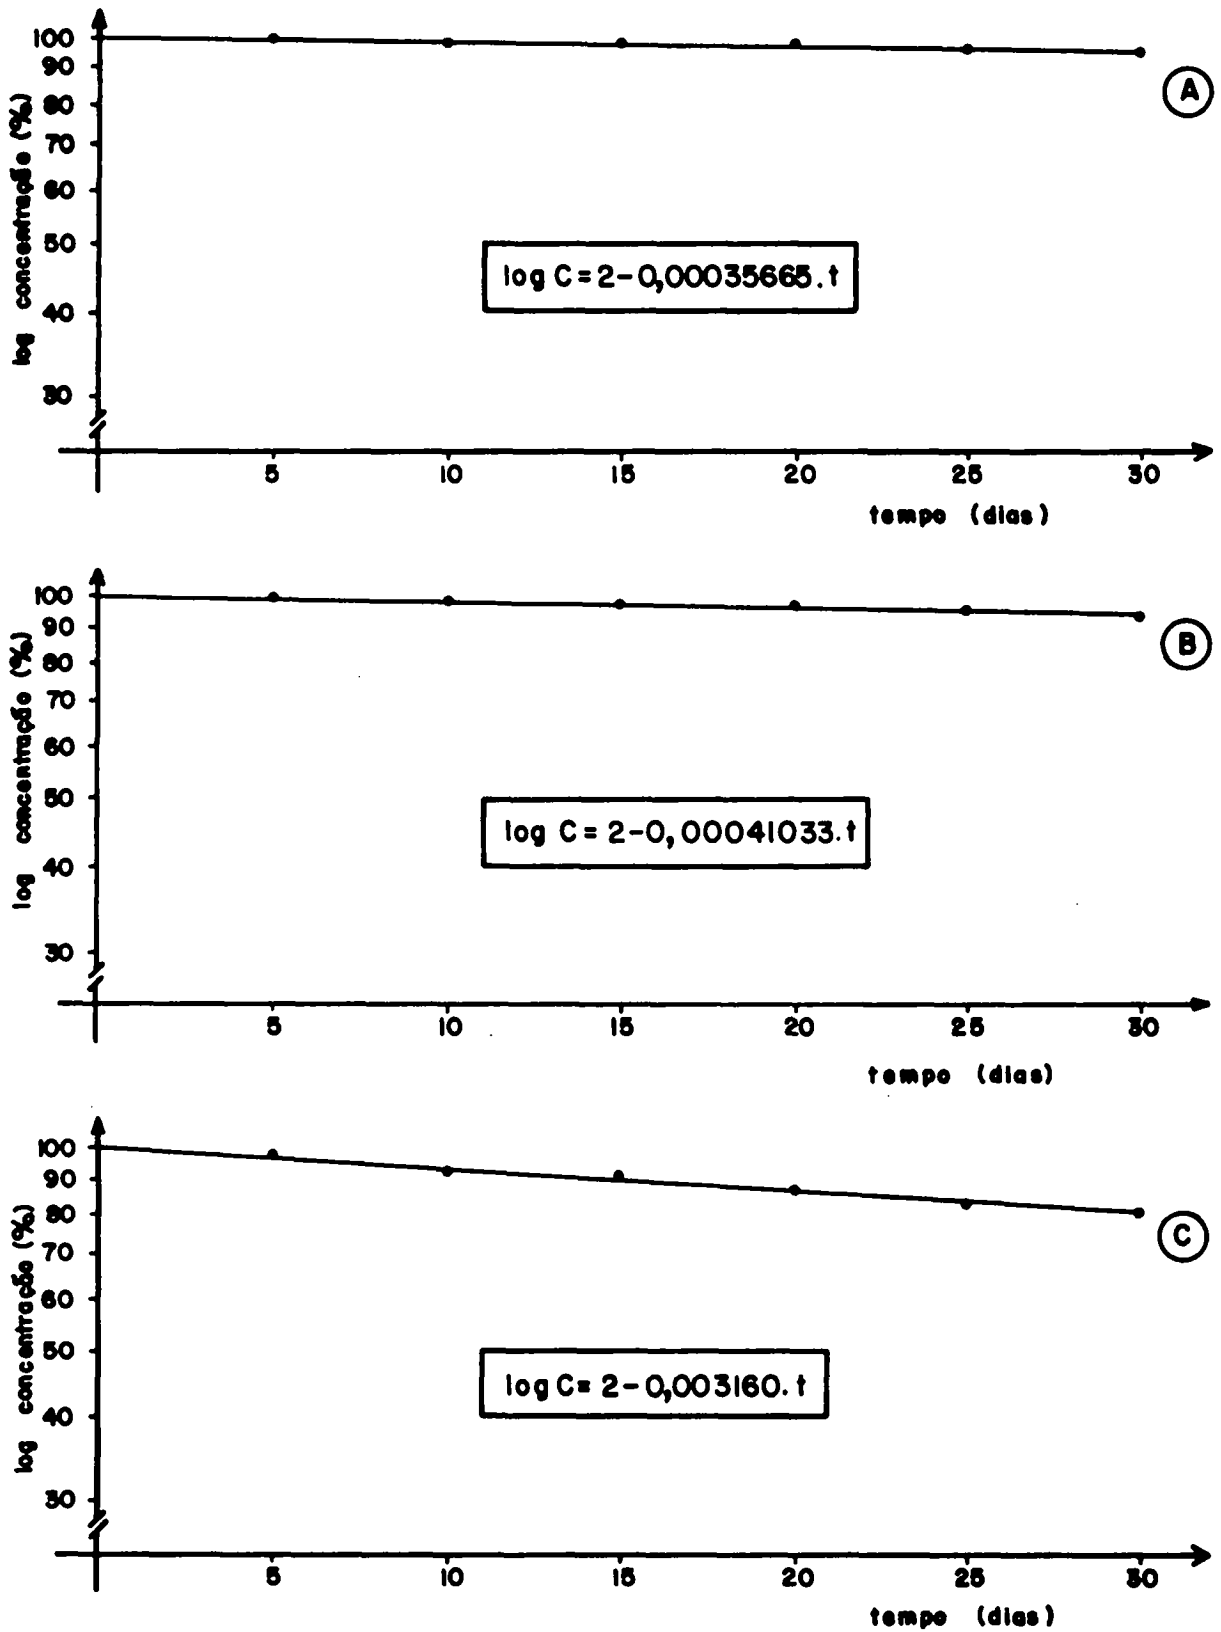 100
90
80
70
60
50
40
30
log concentração (%)
A
log C = 2 - 0,00035665.t
5 10 15 20 25 30
tempo (dias)
100
90
80
70
60
50
40
30
log concentração (%)
B
log C = 2 - 0,00041033.t
5 10 15 20 25 30
tempo (dias)
100
90
80
70
60
50
40
30
log concentração (%)
C
log C = 2 - 0,003160.t
5 10 15 20 25 30
tempo (dias)